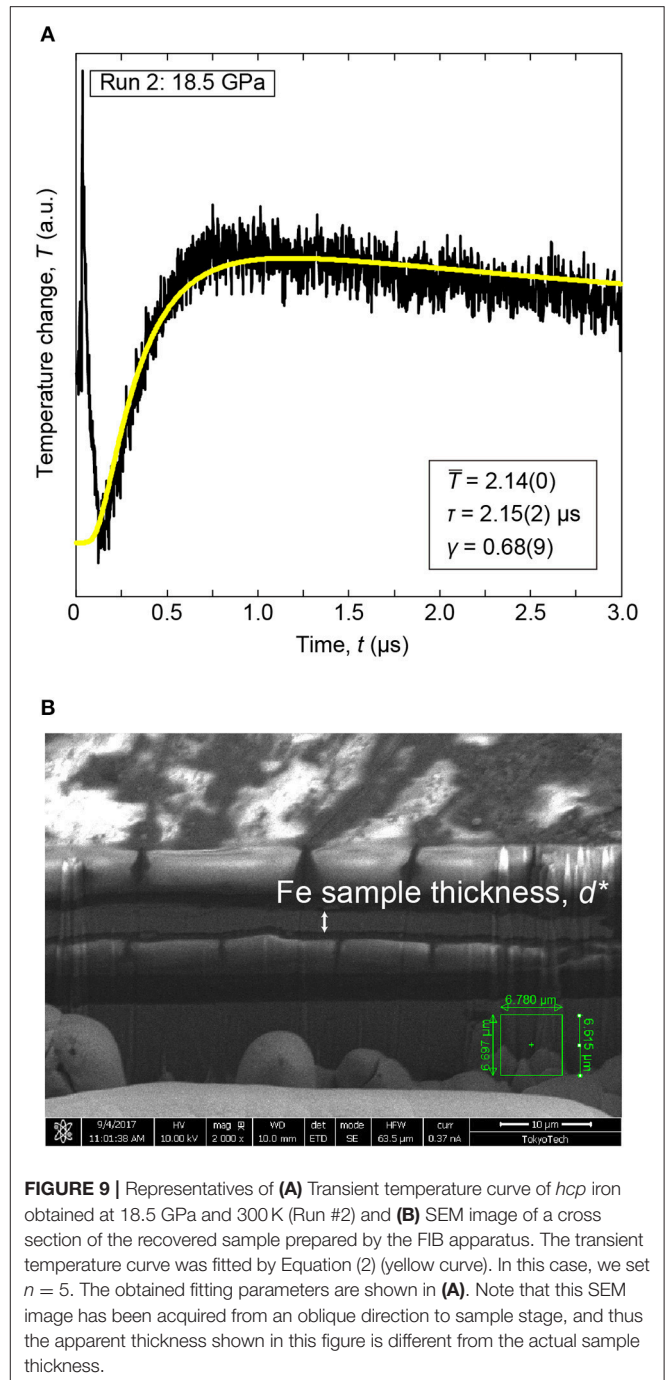 A
Run 2: 18.5 GPa
Temperature change, T (a.u.)
T̿ = 2.14(0)
τ = 2.15(2) µs
γ = 0.68(9)
0 0.5 1.0 1.5 2.0 2.5 3.0
Time, t (µs)
B
Fe sample thickness, d*
6.780 µm
6.697 µm
6.615 µm
9/4/2017 HV mag WD det mode HFW curr 10 µm
11:01:38 AM 10.00 kV 2 000 x 10.0 mm ETD SE 63.5 µm 0.37 nA TokyoTech
FIGURE 9 | Representatives of (A) Transient temperature curve of hcp iron
obtained at 18.5 GPa and 300 K (Run #2) and (B) SEM image of a cross
section of the recovered sample prepared by the FIB apparatus. The transient
temperature curve was fitted by Equation (2) (yellow curve). In this case, we set
n = 5. The obtained fitting parameters are shown in (A). Note that this SEM
image has been acquired from an oblique direction to sample stage, and thus
the apparent thickness shown in this figure is different from the actual sample
thickness.